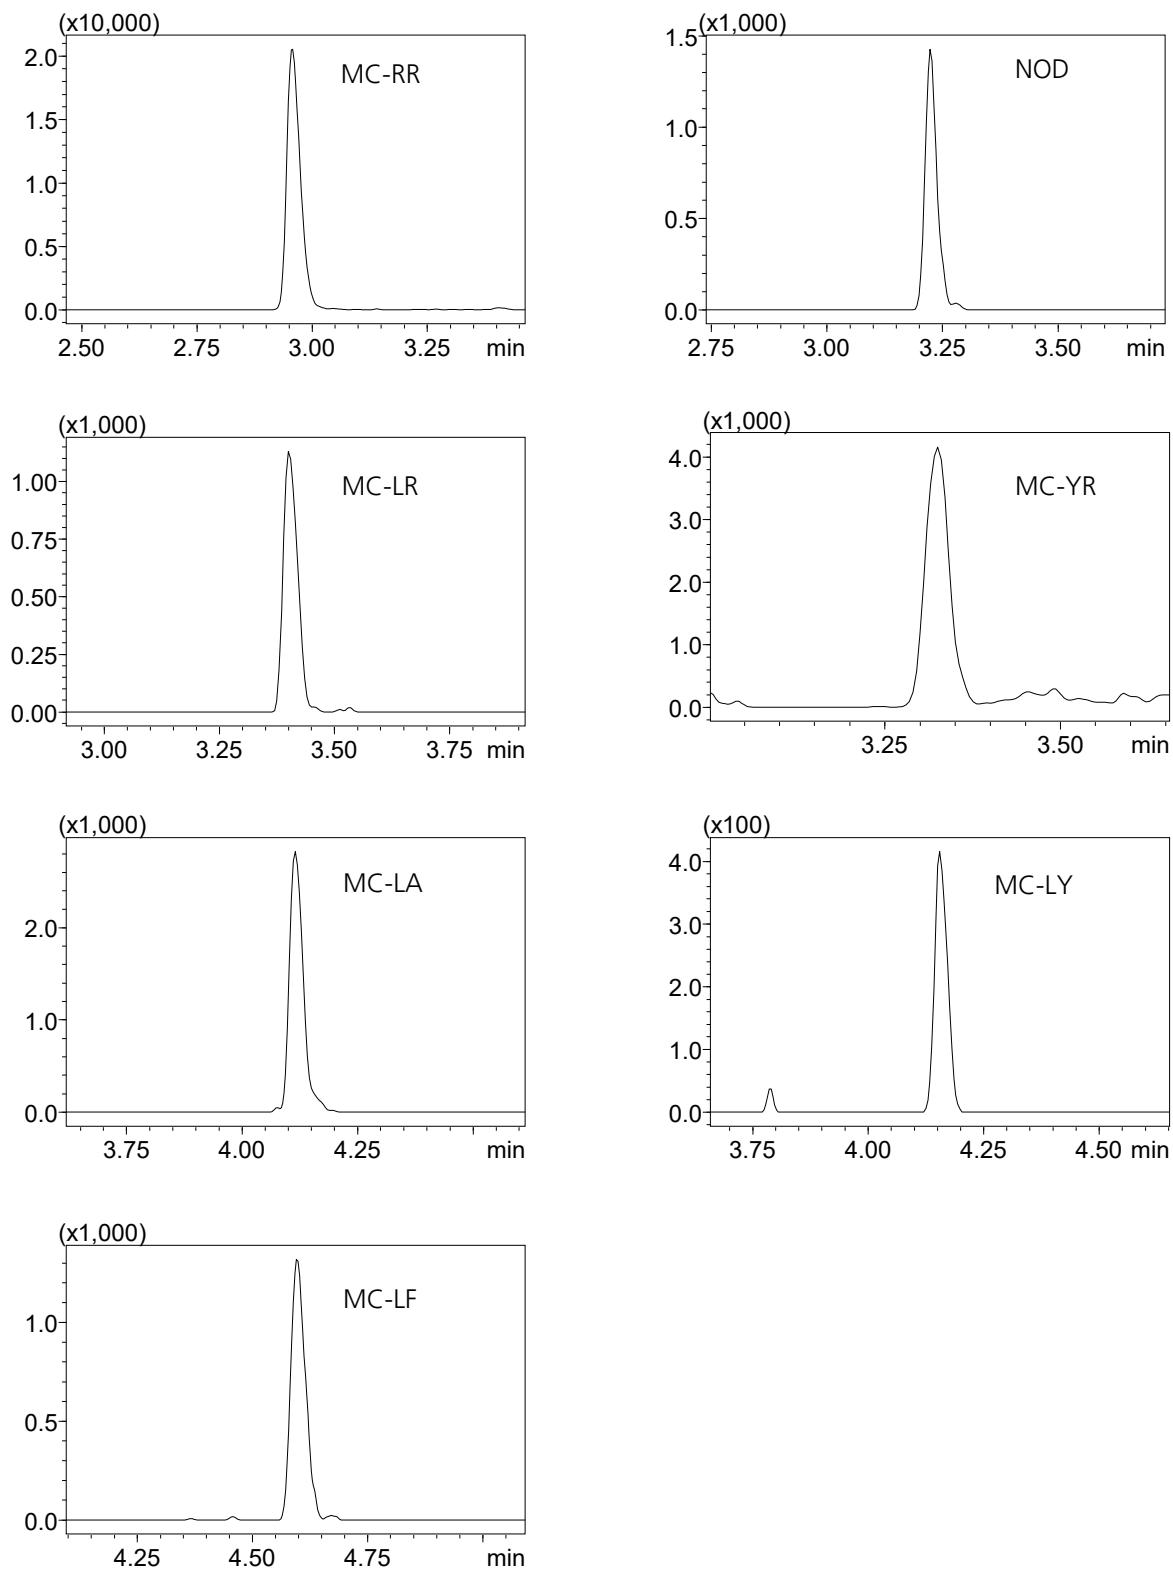 (x10,000)
2.0
MC-RR
1.5
1.0
0.5
0.0
2.50 2.75 3.00 3.25 min
(x1,000)
1.5
NOD
1.0
0.5
0.0
2.75 3.00 3.25 3.50 min
(x1,000)
1.00
MC-LR
0.75
0.50
0.25
0.00
3.00 3.25 3.50 3.75 min
(x1,000)
4.0
MC-YR
3.0
2.0
1.0
0.0
3.25 3.50 min
(x1,000)
MC-LA
2.0
1.0
0.0
3.75 4.00 4.25 min
(x100)
4.0
MC-LY
3.0
2.0
1.0
0.0
3.75 4.00 4.25 4.50 min
(x1,000)
MC-LF
1.0
0.5
0.0
4.25 4.50 4.75 min